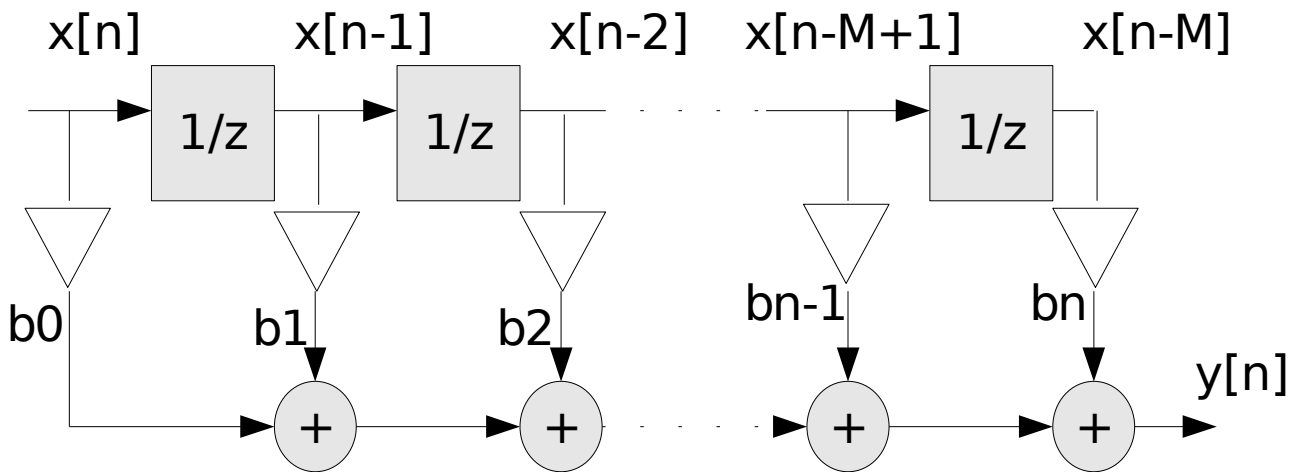 x[n] x[n-1] x[n-2] x[n-M+1] x[n-M]
1/z 1/z 1/z
b0 b1 b2 bn-1 bn
y[n]
+ + + +